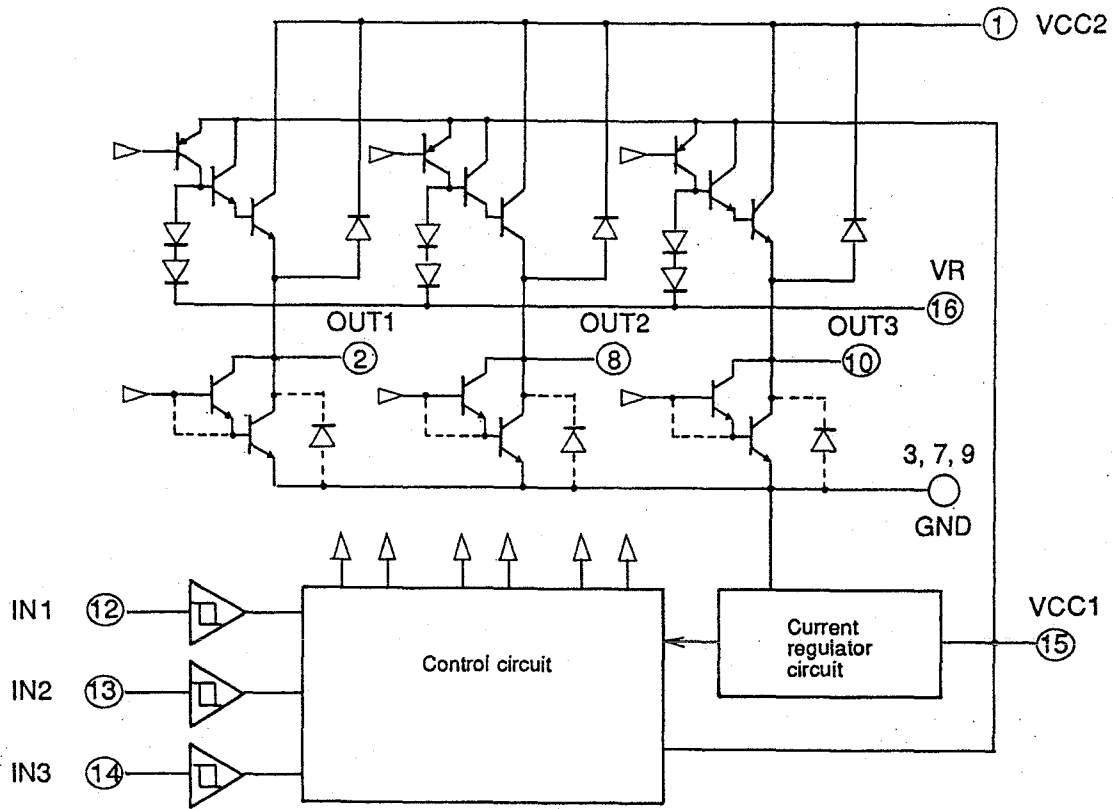 1 VCC2
VR
16
OUT1
OUT2
OUT3
2
8
10
3, 7, 9
GND
IN1 12
IN2 13
IN3 14
Control circuit
Current
regulator
circuit
VCC1
15